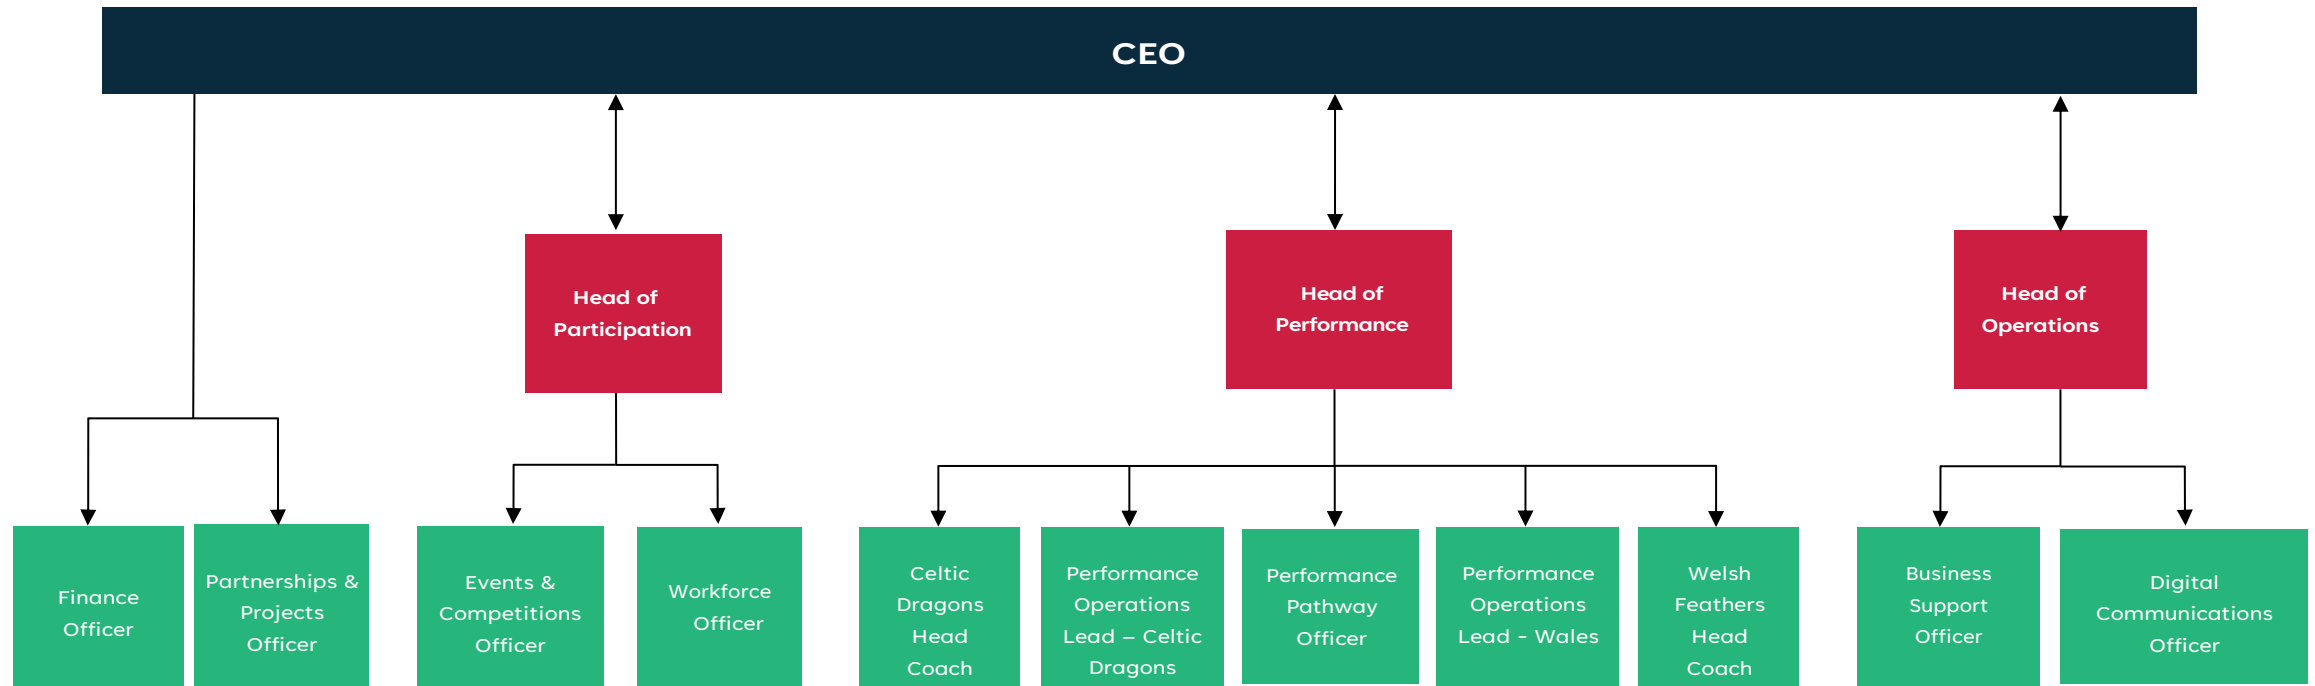 CEO
Head of
Participation
Head of
Performance
Head of
Operations
Finance
Officer
Partnerships &
Projects
Officer
Events &
Competitions
Officer
Workforce
Officer
Celtic
Dragons
Head
Coach
Performance
Operations
Lead – Celtic
Dragons
Performance
Pathway
Officer
Performance
Operations
Lead - Wales
Welsh
Feathers
Head
Coach
Business
Support
Officer
Digital
Communications
Officer